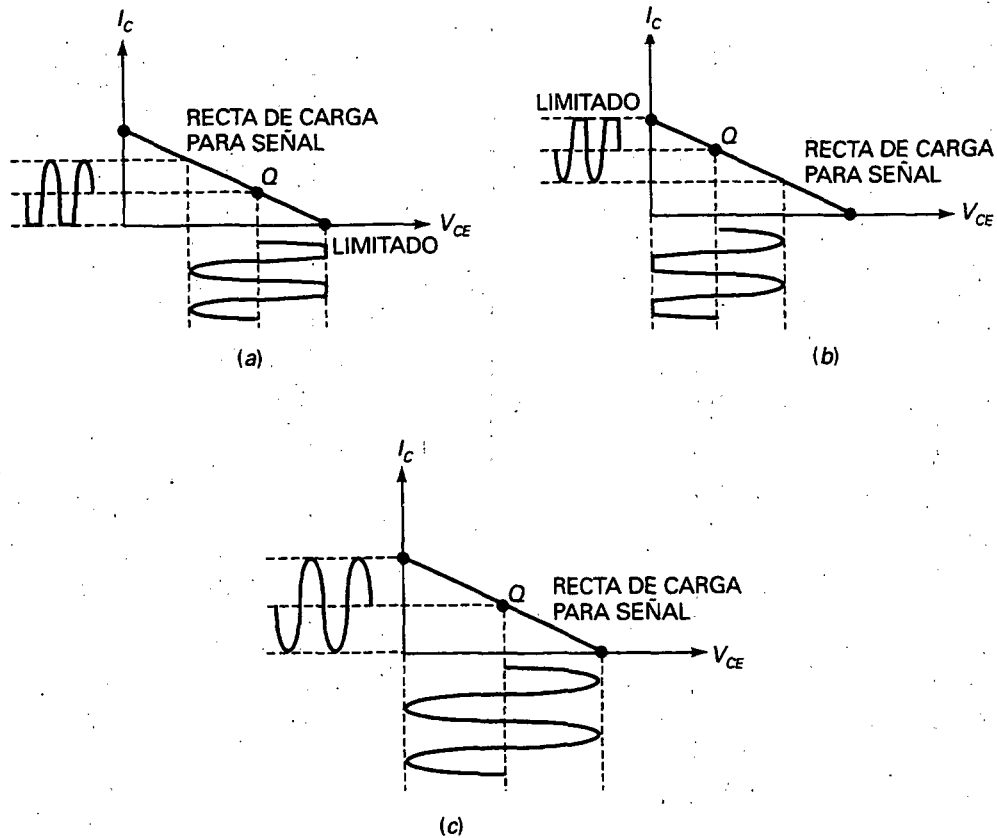 I_C
RECTA DE CARGA
PARA SEÑAL
Q
V_CE
LIMITADO
(a)
I_C
LIMITADO
Q
RECTA DE CARGA
PARA SEÑAL
V_CE
(b)
I_C
Q
RECTA DE CARGA
PARA SEÑAL
V_CE
(c)